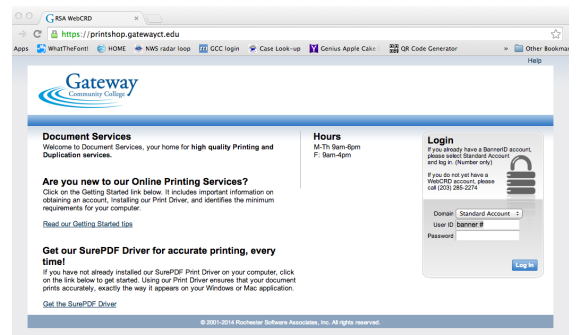 RSA WebCRD
https://printshop.gatewayct.edu
Apps WhatTheFont! HOME NWS radar loop GCC login Case Look-up Genius Apple Cake QR Code Generator » Other Bookmar
Help
Gateway
Community College
Document Services
Welcome to Document Services, your home for high quality Printing and
Duplication services.
Are you new to our Online Printing Services?
Click on the Getting Started link below. It includes important information on
obtaining an account, Installing our Print Driver, and identifies the minimum
requirements for your computer.
Read our Getting Started tips
Get our SurePDF Driver for accurate printing, every
time!
If you have not already installed our SurePDF Print Driver on your computer, click
on the link below to get started. Using our Print Driver ensures that your document
prints accurately, exactly the way it appears on your Windows or Mac application.
Get the SurePDF Driver
Hours
M-Th 9am-6pm
F: 9am-4pm
Login
If you already have a BannerID account,
please select Standard Account
and log in. (Number only)
If you do not yet have a
WebCRD account, please
call (203) 285-2274
Domain Standard Account
User ID banner #
Password
Log in
© 2001-2014 Rochester Software Associates, Inc. All rights reserved.